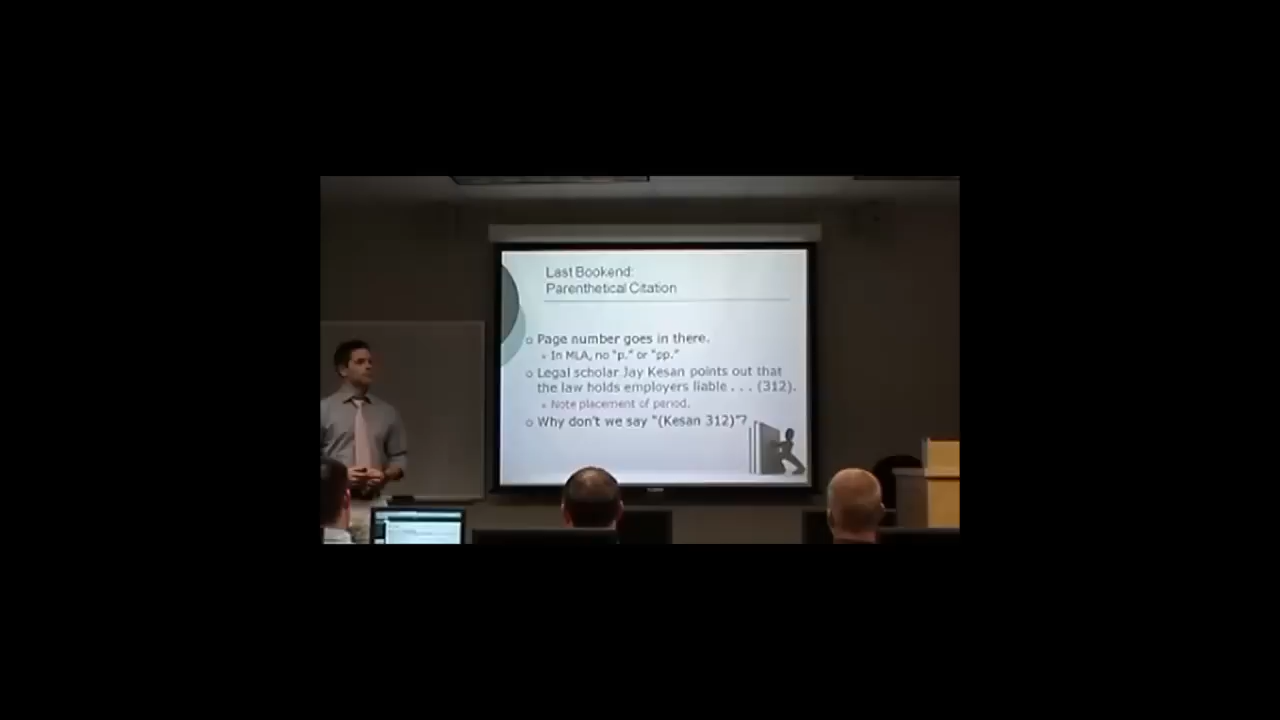 Last Bookend:
Parenthetical Citation
Page number goes in there.
In MLA, no "p." or "pp."
Legal scholar Jay Kesan points out that
the law holds employers liable . . . (312).
Note placement of period.
Why don't we say "(Kesan 312)"?